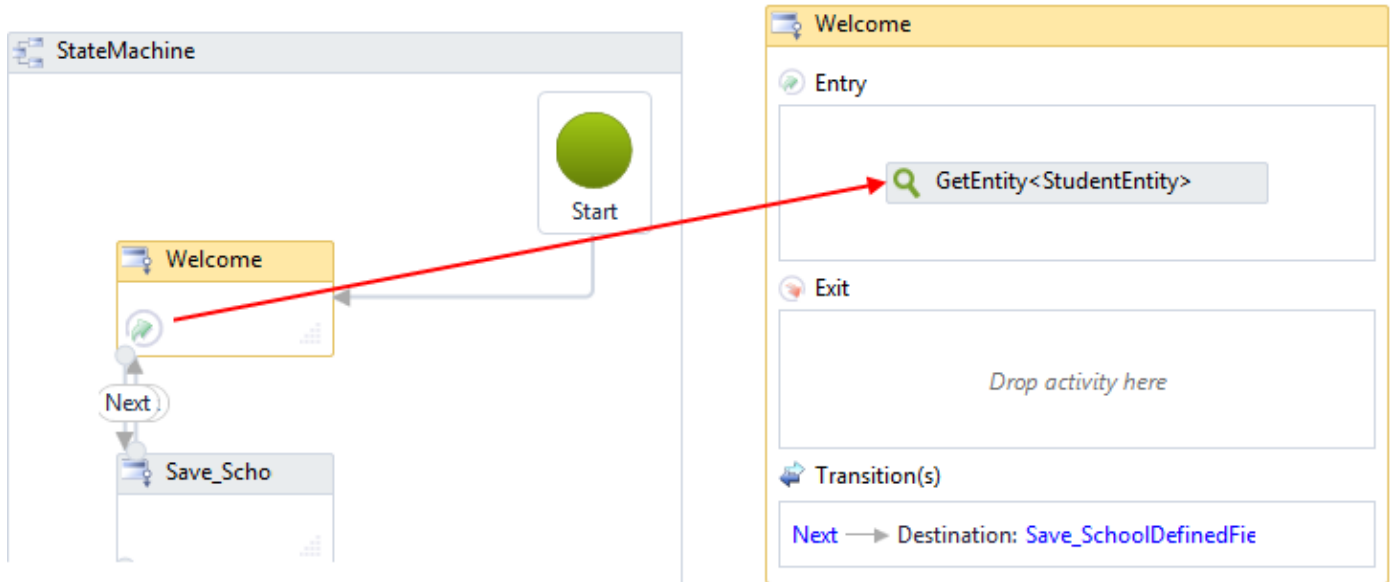 StateMachine
Start
Welcome
Next
Save_Scho
Welcome
Entry
GetEntity<StudentEntity>
Exit
Drop activity here
Transition(s)
Next Destination: Save_SchoolDefinedFie